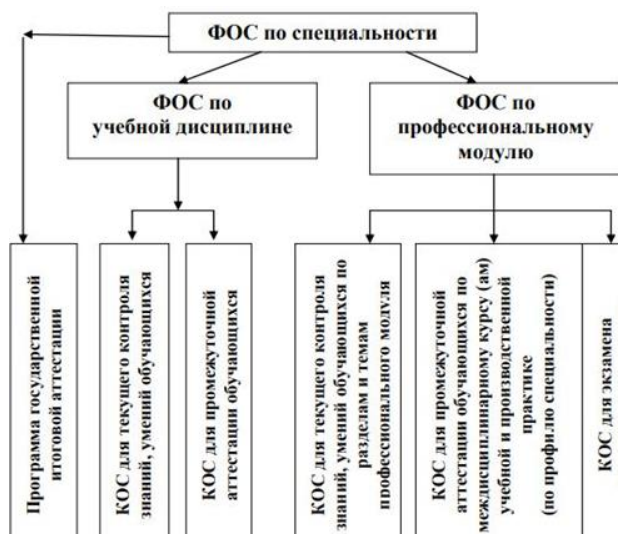 ФОС по специальности
ФОС по
учебной дисциплине
ФОС по
профессиональному
модулю
Программа государственной
итоговой аттестации
КОС для текущего контроля
знаний, умений обучающихся
КОС для промежуточной
аттестации обучающихся
КОС для текущего контроля
знаний, умений обучающихся по
разделам и темам
профессионального модуля
КОС для промежуточной
аттестации обучающихся по
междисциплинарному курсу (ам)
учебной и производственной
практике
(по профилю специальности)
КОС для экзамена